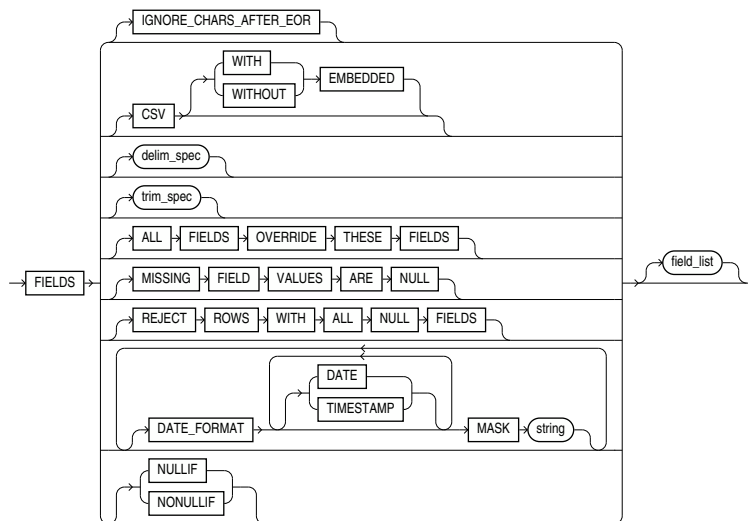 IGNORE_CHARS_AFTER_EOR
WITH
WITHOUT
EMBEDDED
CSV
delim_spec
trim_spec
ALL FIELDS OVERRIDE THESE FIELDS
FIELDS
MISSING FIELD VALUES ARE NULL
field_list
REJECT ROWS WITH ALL NULL FIELDS
DATE
TIMESTAMP
DATE_FORMAT
MASK string
NULLIF
NONULLIF